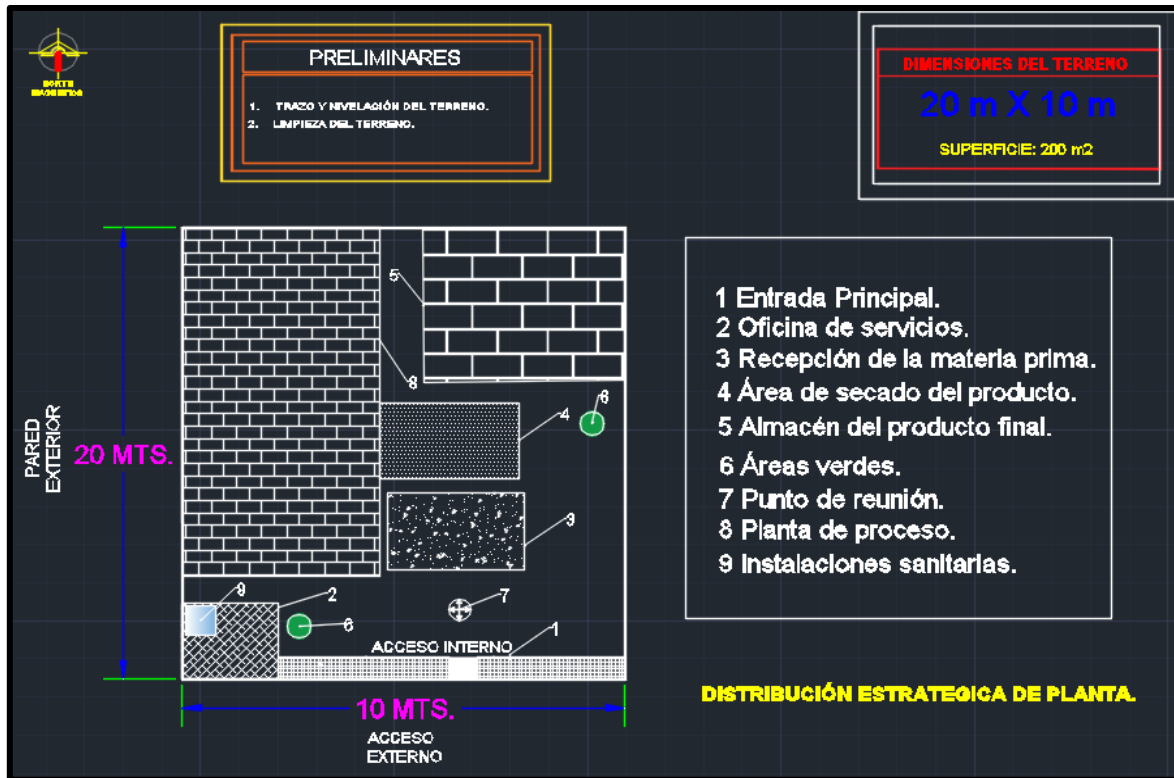 NORTE
MAGNETICO
PRELIMINARES
1. TRAZO Y NIVELACIÓN DEL TERRENO.
2. LIMPIEZA DEL TERRENO.
DIMENSIONES DEL TERRENO
20 m X 10 m
SUPERFICIE: 200 m2
5
8
6
4
3
9
2
6
7
1
PARED
EXTERIOR
20 MTS.
ACCESO INTERNO
10 MTS.
ACCESO
EXTERNO
1 Entrada Principal.
2 Oficina de servicios.
3 Recepción de la materia prima.
4 Área de secado del producto.
5 Almacén del producto final.
6 Áreas verdes.
7 Punto de reunión.
8 Planta de proceso.
9 Instalaciones sanitarias.
DISTRIBUCIÓN ESTRATEGICA DE PLANTA.